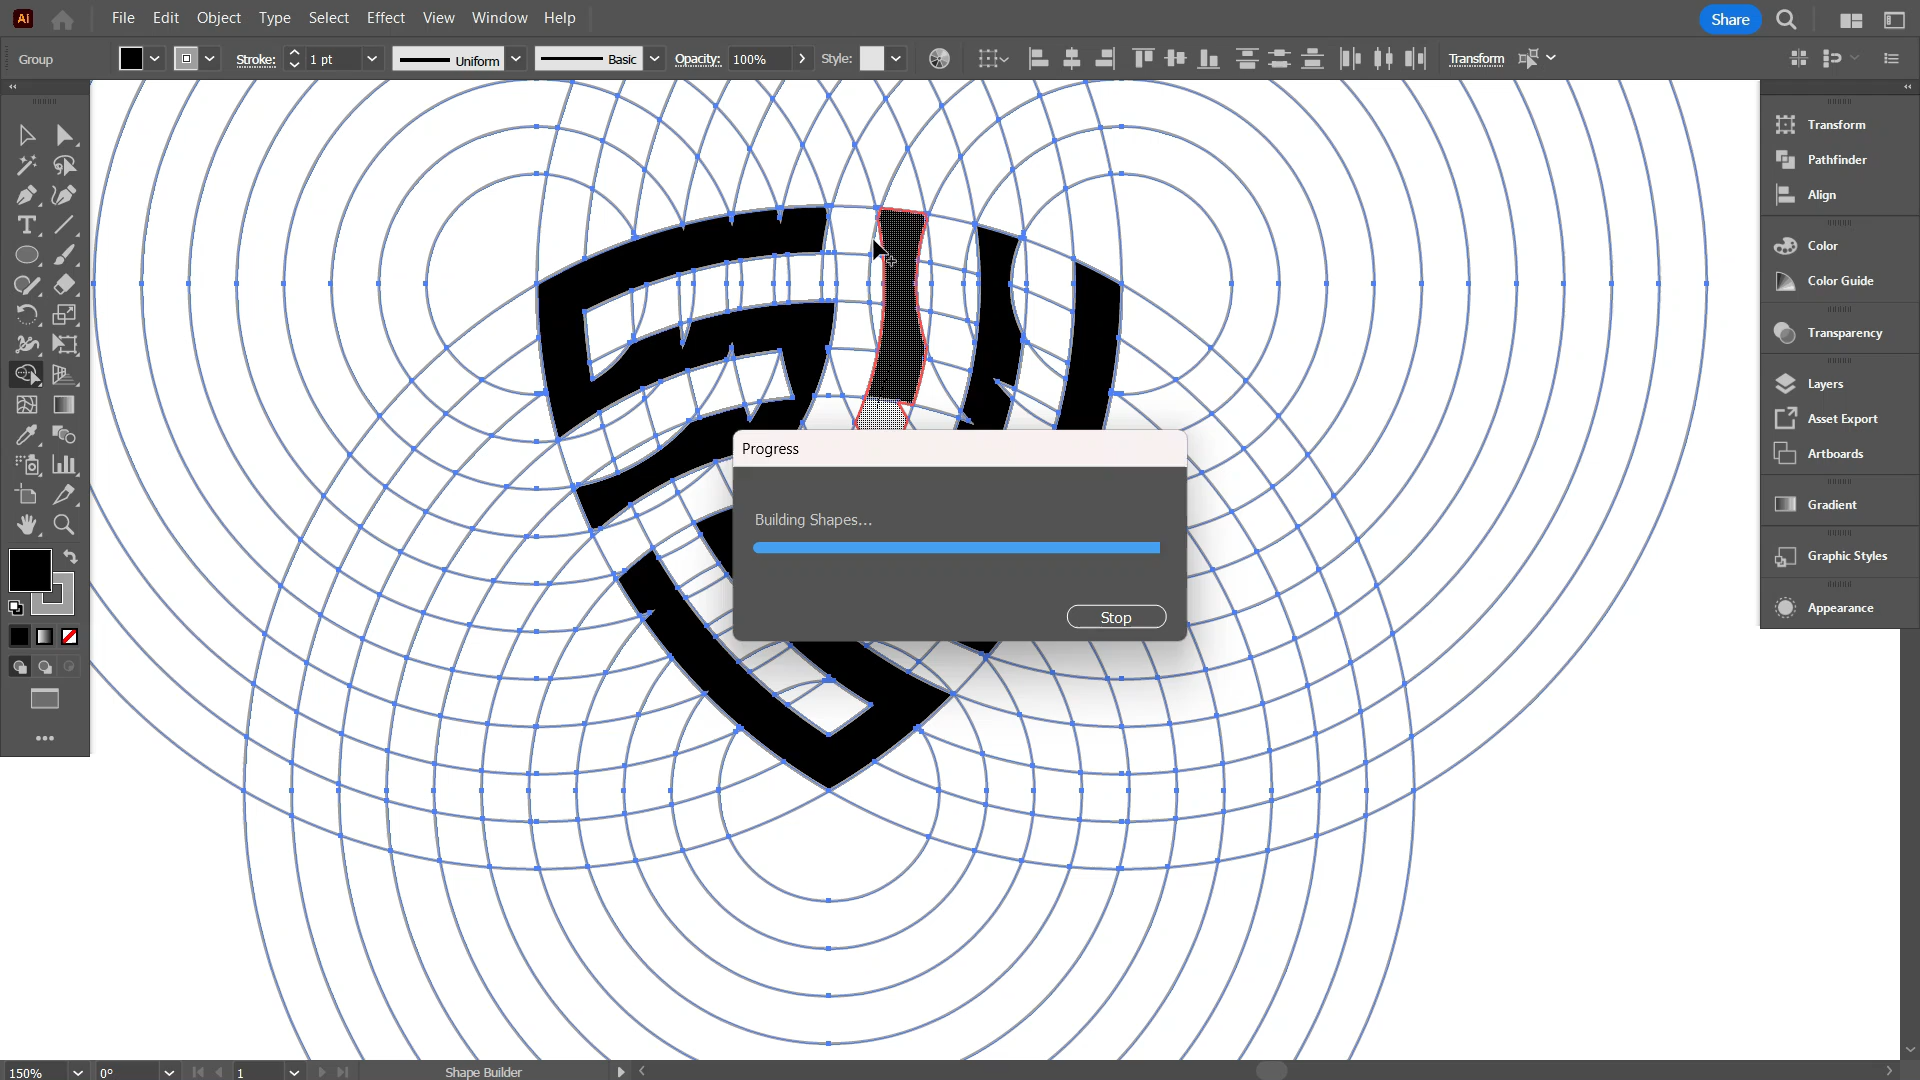 Ai File Edit Object Type Select Effect View Window Help Share
Group Stroke: 1 pt Uniform Basic Opacity: 100% Style: Transform
Transform
Pathfinder
Align
Color
Color Guide
Transparency
Layers
Asset Export
Artboards
Gradient
Graphic Styles
Appearance
Progress
Building Shapes...
Stop
150% 0° 1 Shape Builder